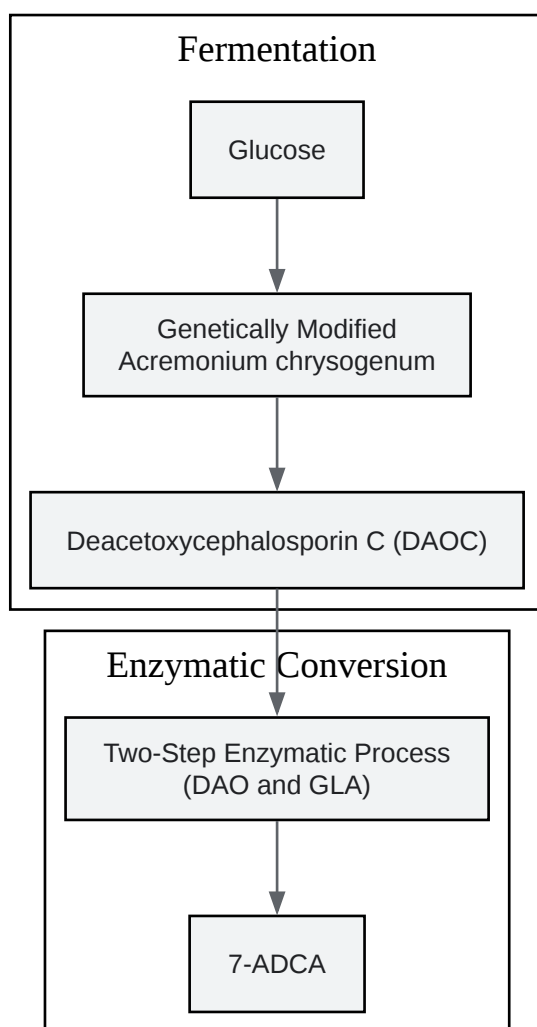 Fermentation
Glucose
Genetically Modified
Acremonium chrysogenum
Deacetoxycephalosporin C (DAOC)
Enzymatic Conversion
Two-Step Enzymatic Process
(DAO and GLA)
7-ADCA